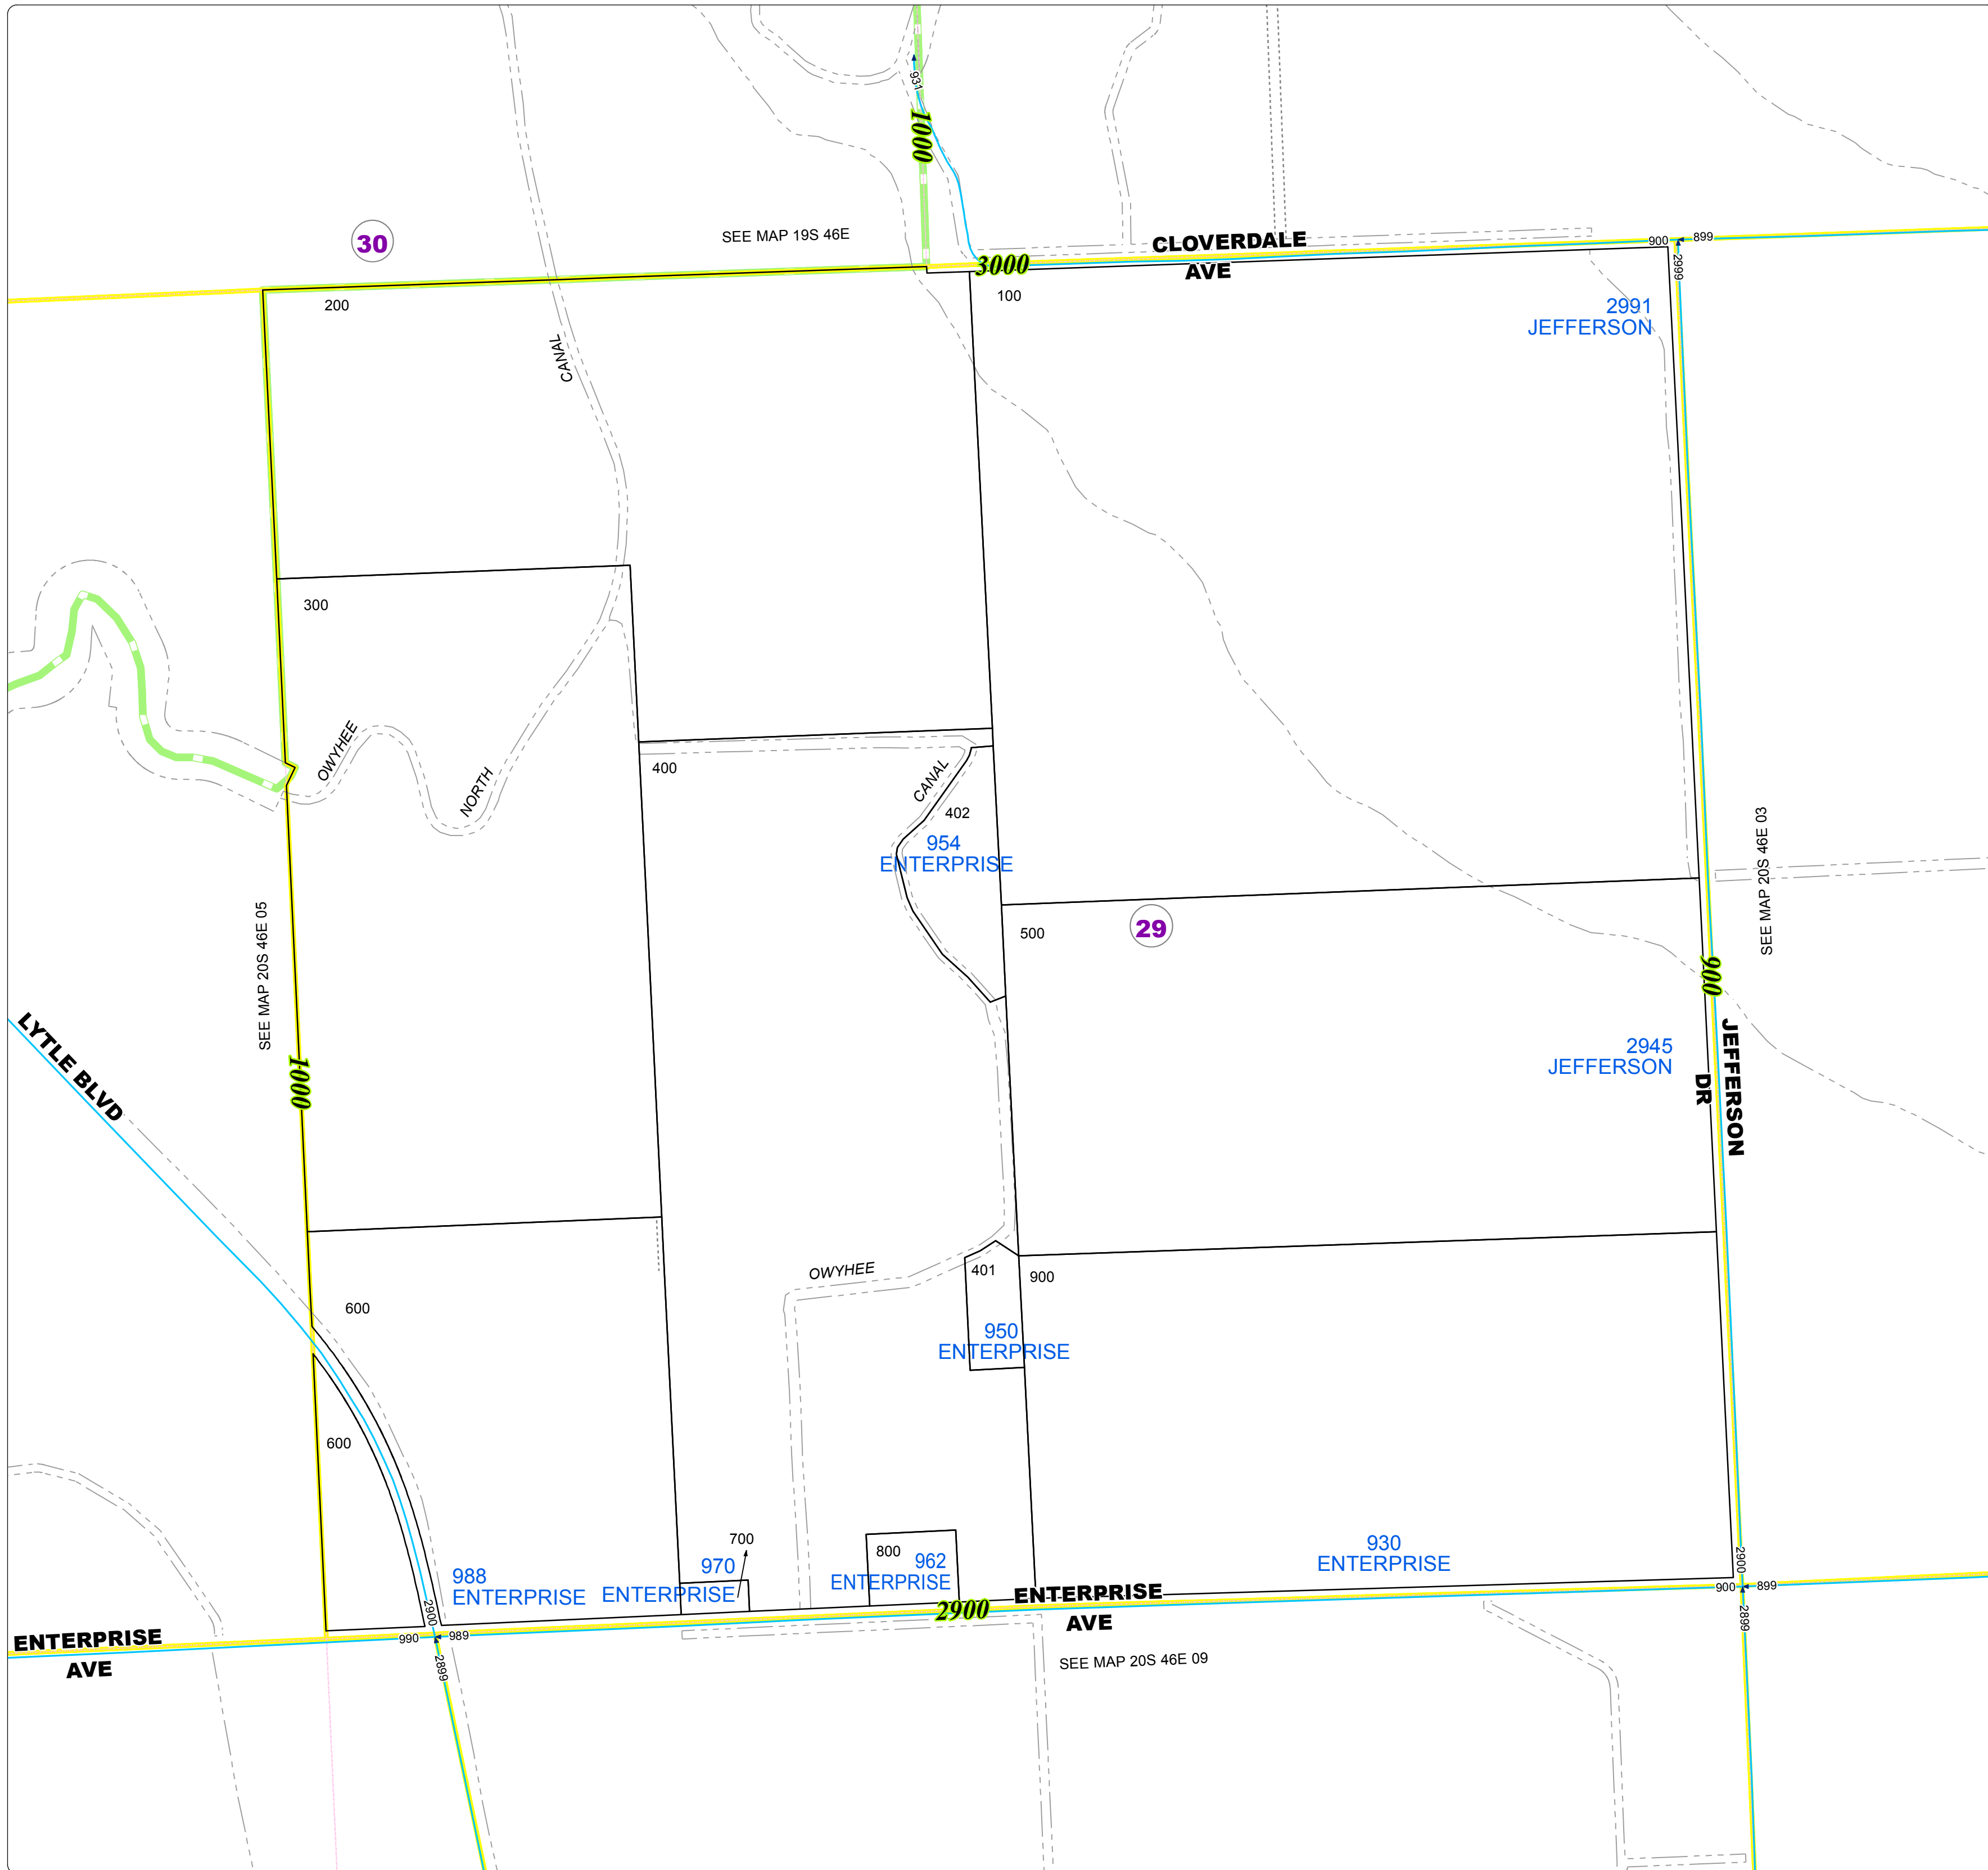 931
1000
30
SEE MAP 19S 46E
CLOVERDALE
AVE
3000
900
899
2999
200
100
2991
JEFFERSON
CANAL
300
OWYHEE
NORTH
400
CANAL
402
954
ENTERPRISE
SEE MAP 20S 46E 03
SEE MAP 20S 46E 05
29
500
900
LYTLE BLVD
1000
2945
JEFFERSON
JEFFERSON
DR
OWYHEE
401
900
600
950
ENTERPRISE
600
700
800
970
ENTERPRISE
962
ENTERPRISE
930
ENTERPRISE
988
ENTERPRISE
2900
2900
900
899
2899
ENTERPRISE
AVE
2900
ENTERPRISE
AVE
990
989
2899
SEE MAP 20S 46E 09